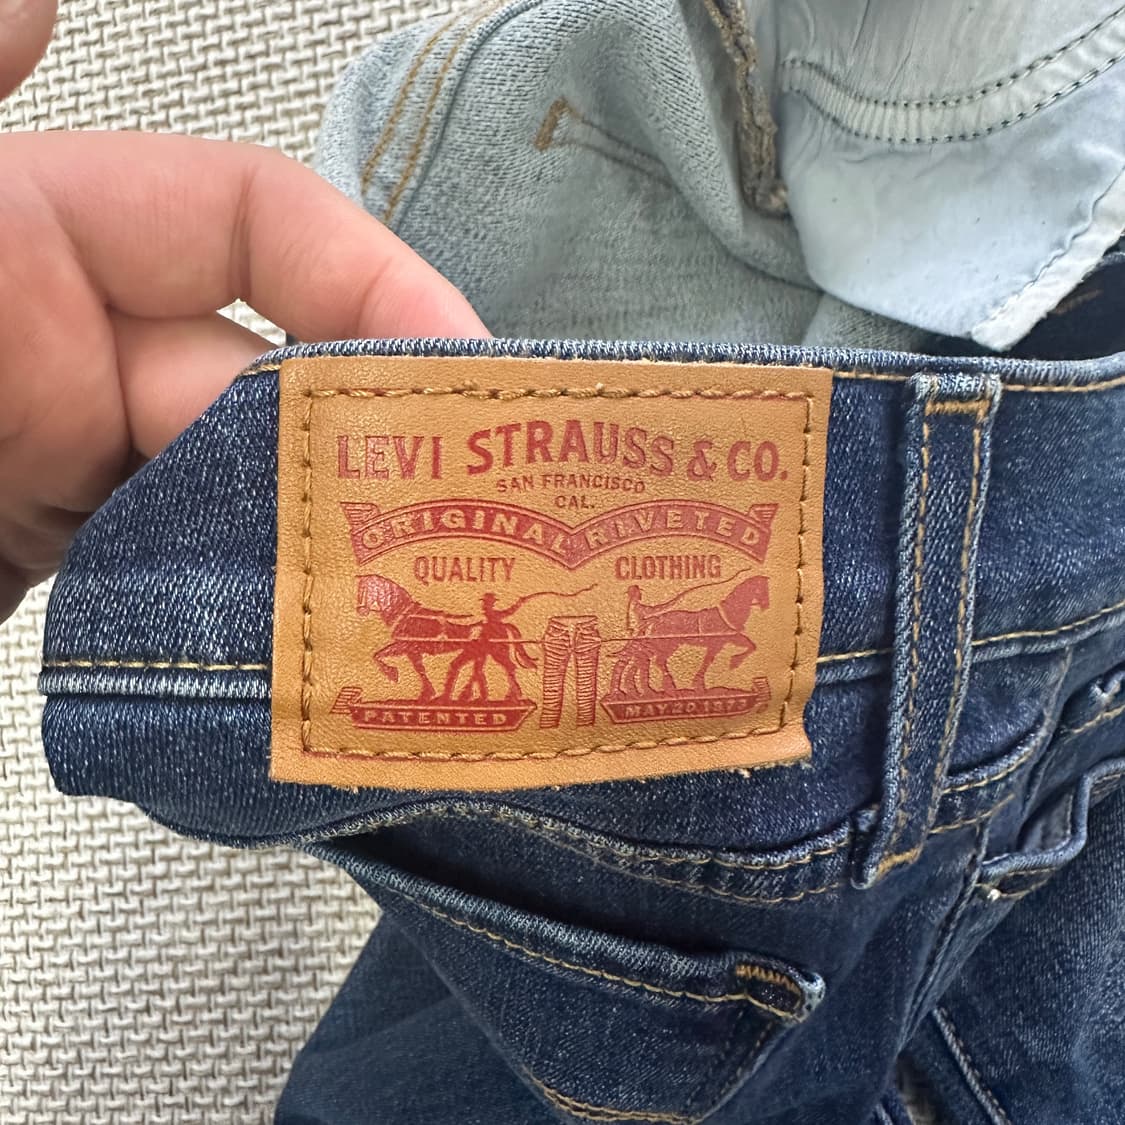 LEVI STRAUSS & CO.
SAN FRANCISCO
CAL.
ORIGINAL RIVETED
QUALITY CLOTHING
PATENTED MAY 20 1873